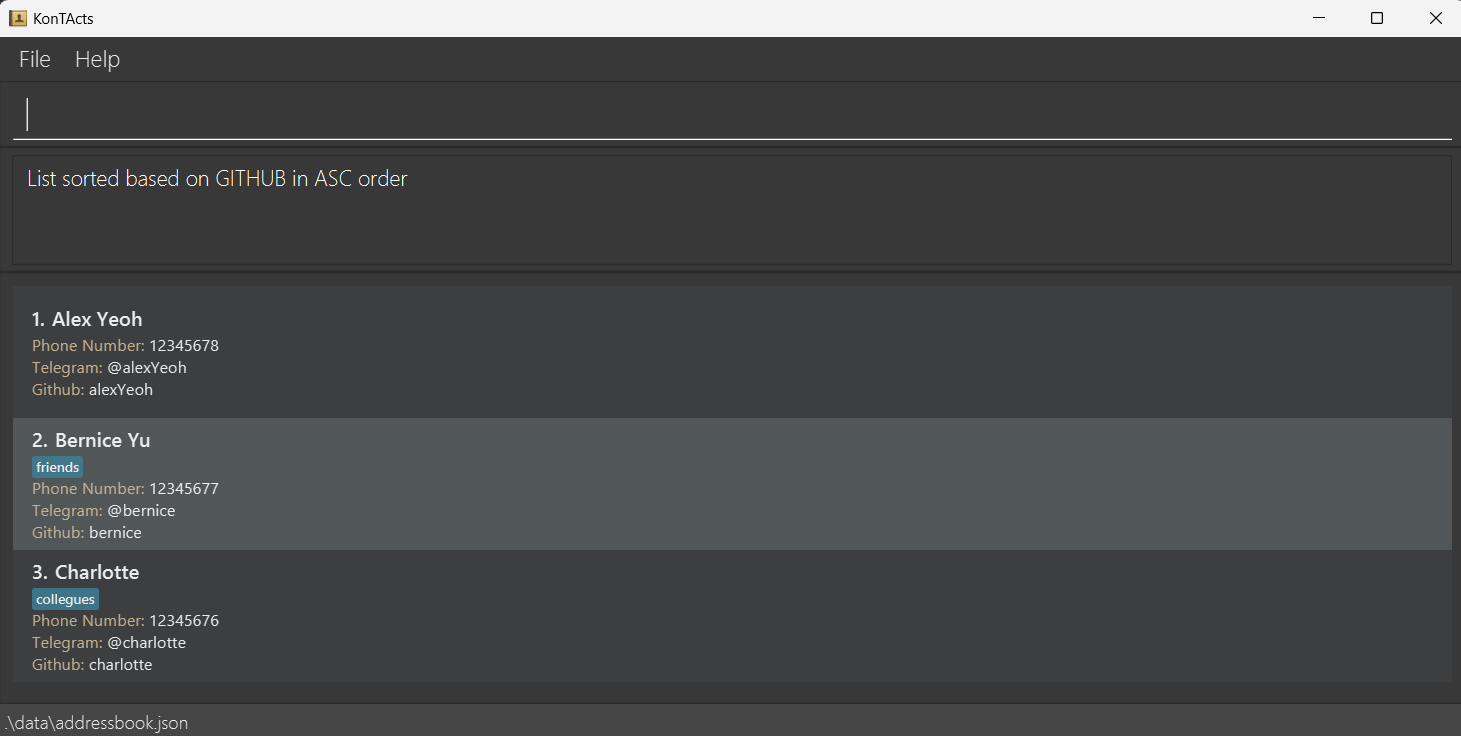 KonTActs
File Help
List sorted based on GITHUB in ASC order
1. Alex Yeoh
Phone Number: 12345678
Telegram: @alexYeoh
Github: alexYeoh
2. Bernice Yu
friends
Phone Number: 12345677
Telegram: @bernice
Github: bernice
3. Charlotte
collegues
Phone Number: 12345676
Telegram: @charlotte
Github: charlotte
.\data\addressbook.json